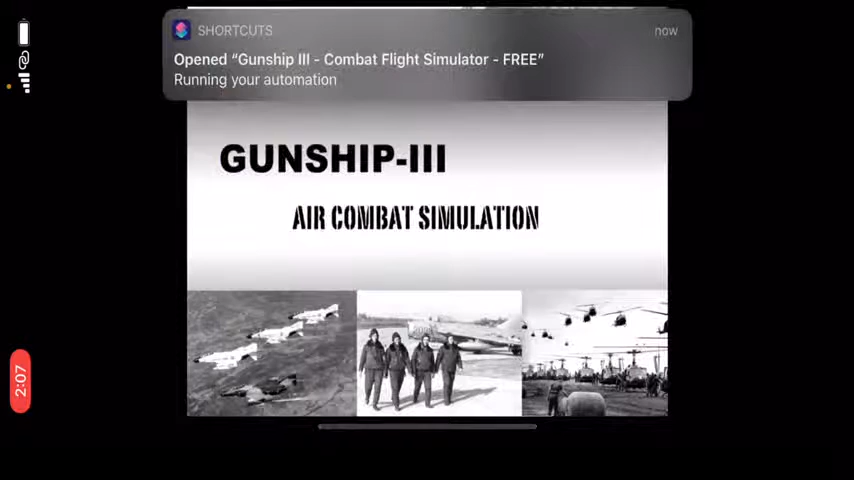 SHORTCUTS
now
Opened “Gunship III - Combat Flight Simulator - FREE”
Running your automation
GUNSHIP-III
AIR COMBAT SIMULATION
2:07